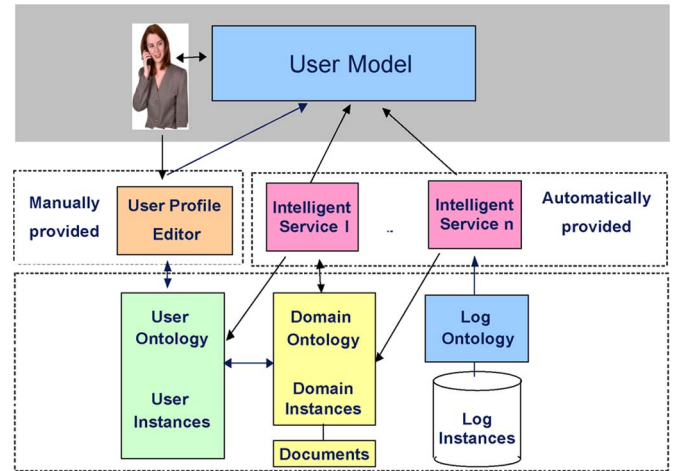 User Model
Manually
provided
User Profile
Editor
Intelligent
Service I
..
Intelligent
Service n
Automatically
provided
User
Ontology
User
Instances
Domain
Ontology
Domain
Instances
Documents
Log
Ontology
Log
Instances